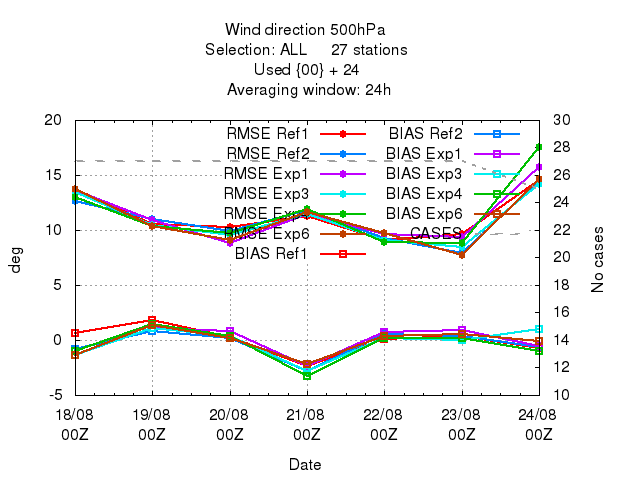 Wind direction 500hPa
Selection: ALL 27 stations
Used {00} + 24
Averaging window: 24h
20 30
RMSE Ref1 BIAS Ref2
28
RMSE Ref2 BIAS Exp1
15 26
RMSE Exp1 BIAS Exp3
RMSE Exp3 BIAS Exp4
24
RMSE Exp4 BIAS Exp6
10 22
RMSE Exp6 CASES
BIAS Ref1
20
5 18
16
0 14
12
-5 10
deg
No cases
18/08 19/08 20/08 21/08 22/08 23/08 24/08
00Z 00Z 00Z 00Z 00Z 00Z 00Z
Date